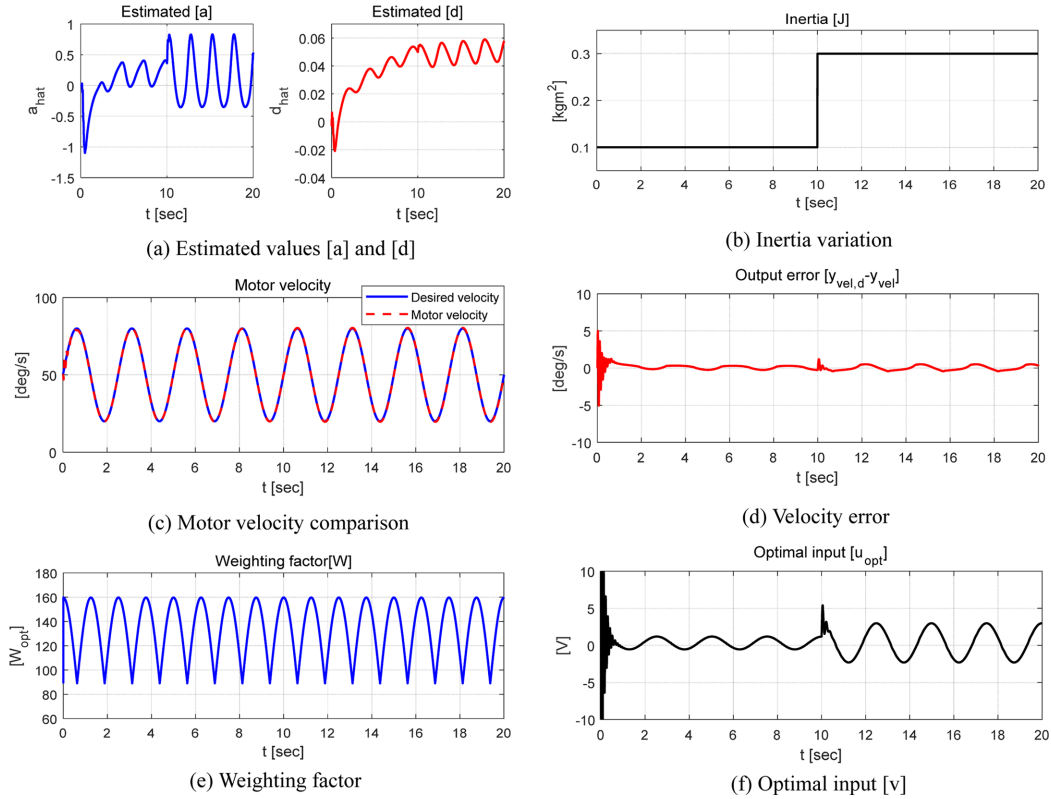 Estimated [a]
1
0.5
0
-0.5
-1
-1.5
a_hat
0 10 20
t [sec]
Estimated [d]
0.06
0.04
0.02
0
-0.02
-0.04
d_hat
0 10 20
t [sec]
(a) Estimated values [a] and [d]
Inertia [J]
0.3
0.2
0.1
[kgm²]
0 2 4 6 8 10 12 14 16 18 20
t [sec]
(b) Inertia variation
Motor velocity
Desired velocity
Motor velocity
100
50
0
[deg/s]
0 2 4 6 8 10 12 14 16 18 20
t [sec]
(c) Motor velocity comparison
Output error [y_vel,d-y_vel]
10
5
0
-5
-10
[deg/s]
0 2 4 6 8 10 12 14 16 18 20
t [sec]
(d) Velocity error
Weighting factor[W]
180
160
140
120
100
80
60
[W_opt]
0 2 4 6 8 10 12 14 16 18 20
t [sec]
(e) Weighting factor
Optimal input [u_opt]
10
5
0
-5
-10
[V]
0 2 4 6 8 10 12 14 16 18 20
t [sec]
(f) Optimal input [v]